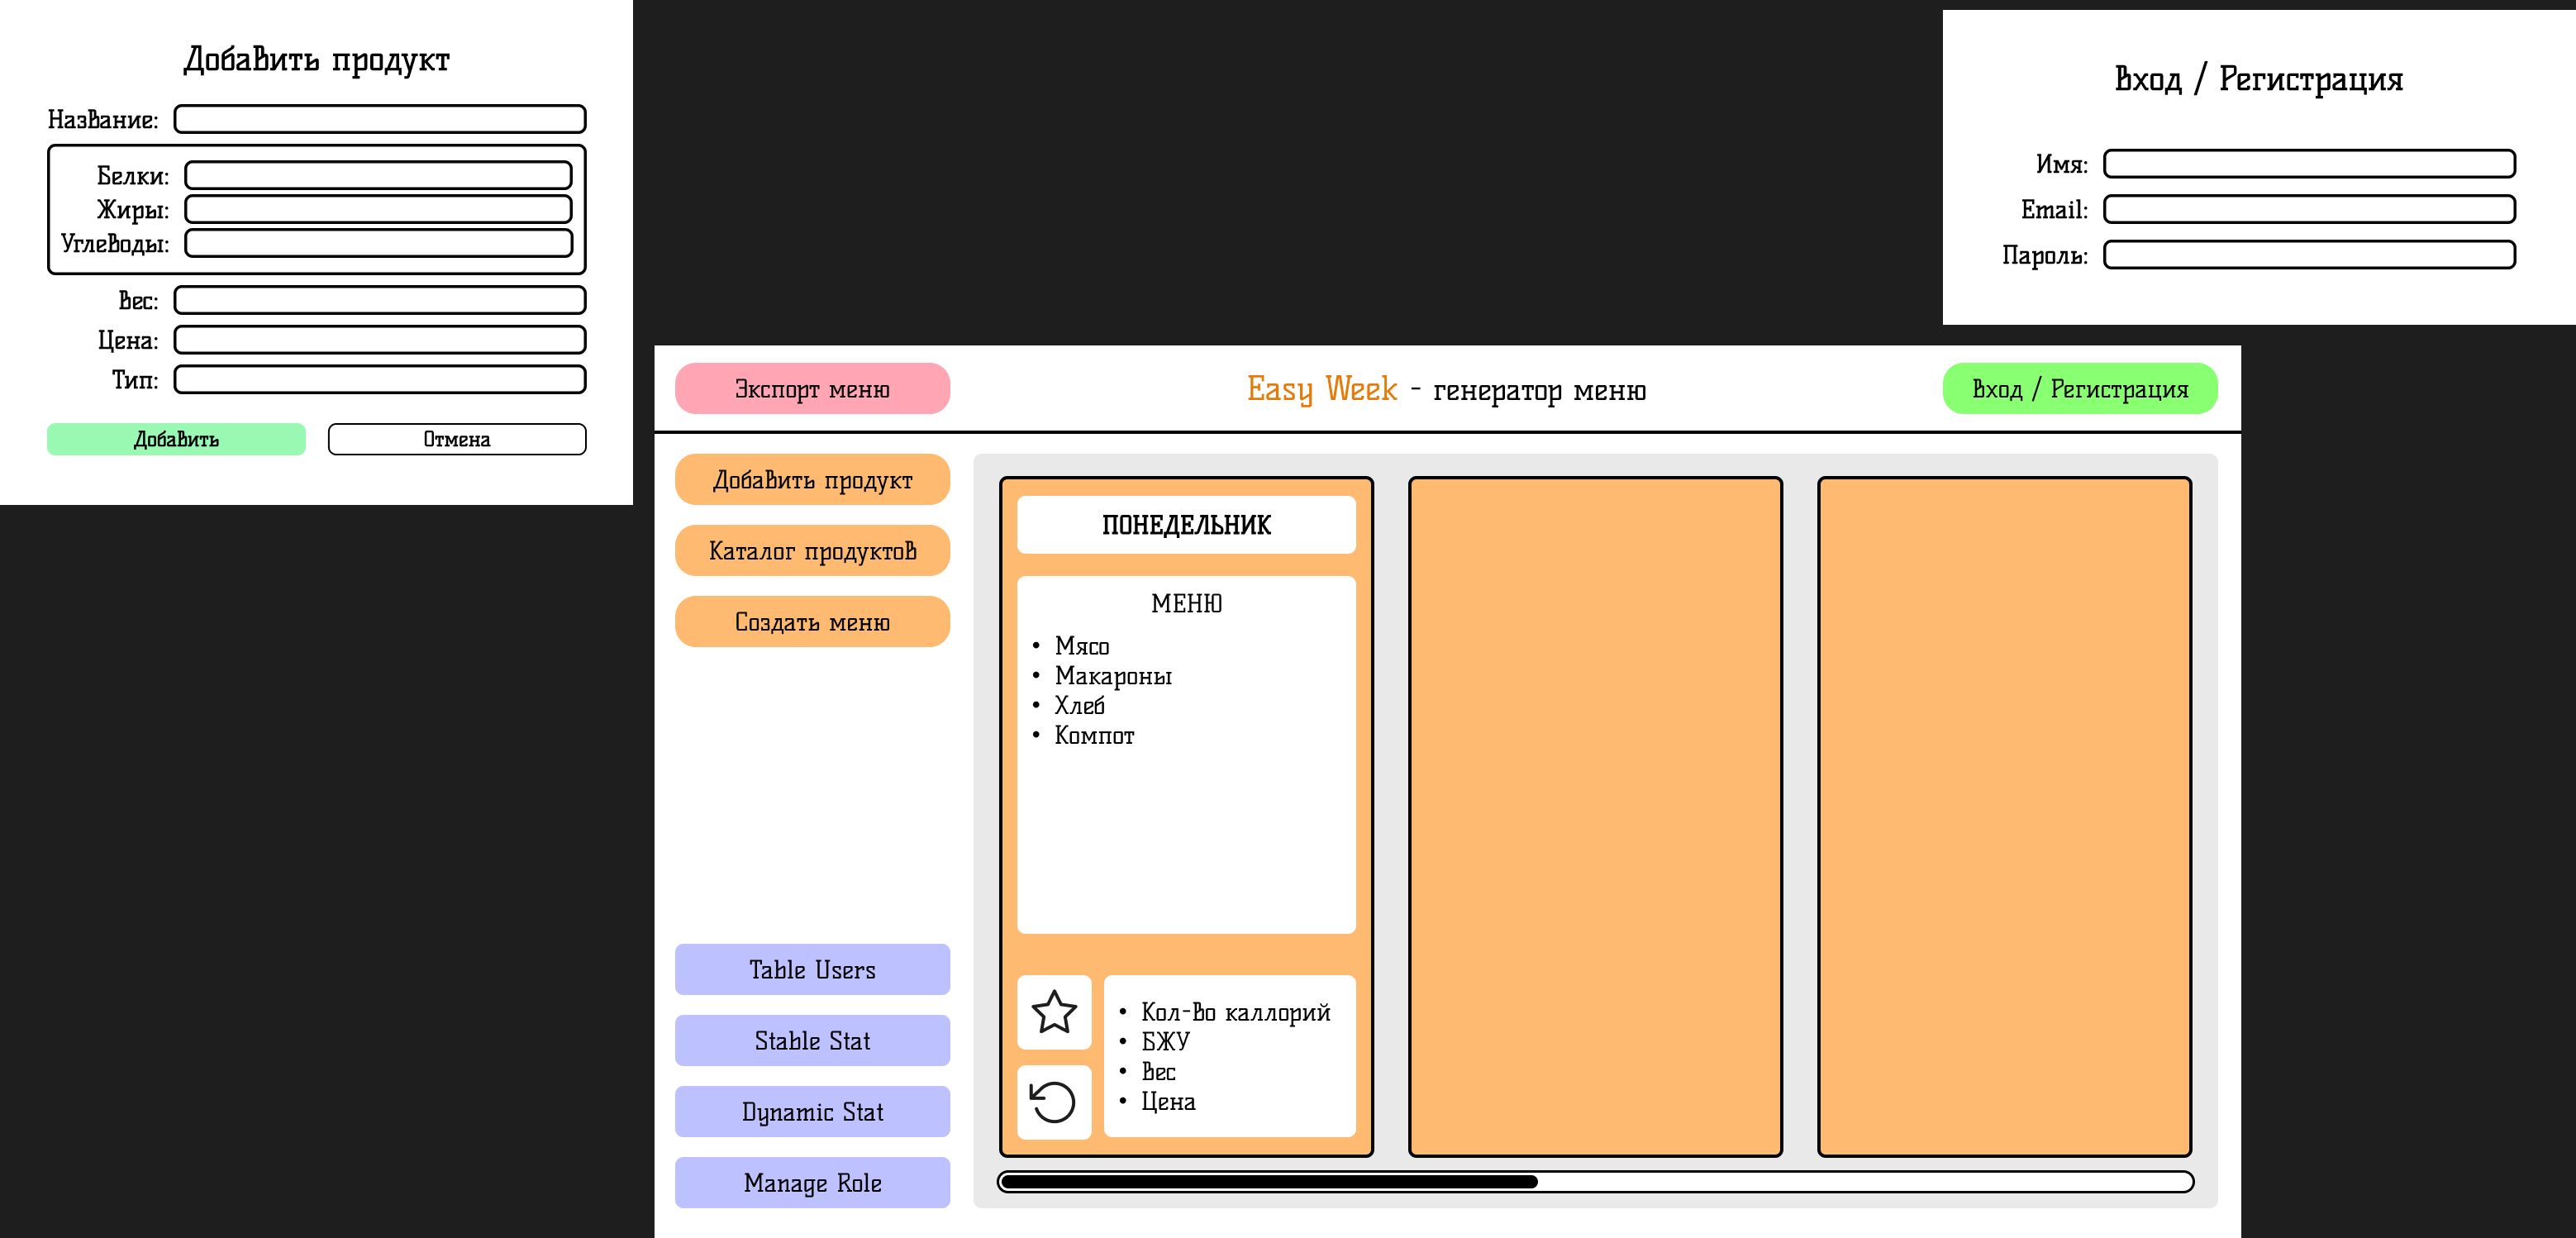 Добавить продукт
Название:
Белки:
Жиры:
Углеводы:
Вес:
Цена:
Тип:
Добавить
Отмена
Вход / Регистрация
Имя:
Email:
Пароль:
Экспорт меню
Easy Week - генератор меню
Вход / Регистрация
Добавить продукт
Каталог продуктов
Создать меню
Table Users
Stable Stat
Dynamic Stat
Manage Role
ПОНЕДЕЛЬНИК
МЕНЮ
• Мясо
• Макароны
• Хлеб
• Компот
• Кол-во каллорий
• БЖУ
• Вес
• Цена